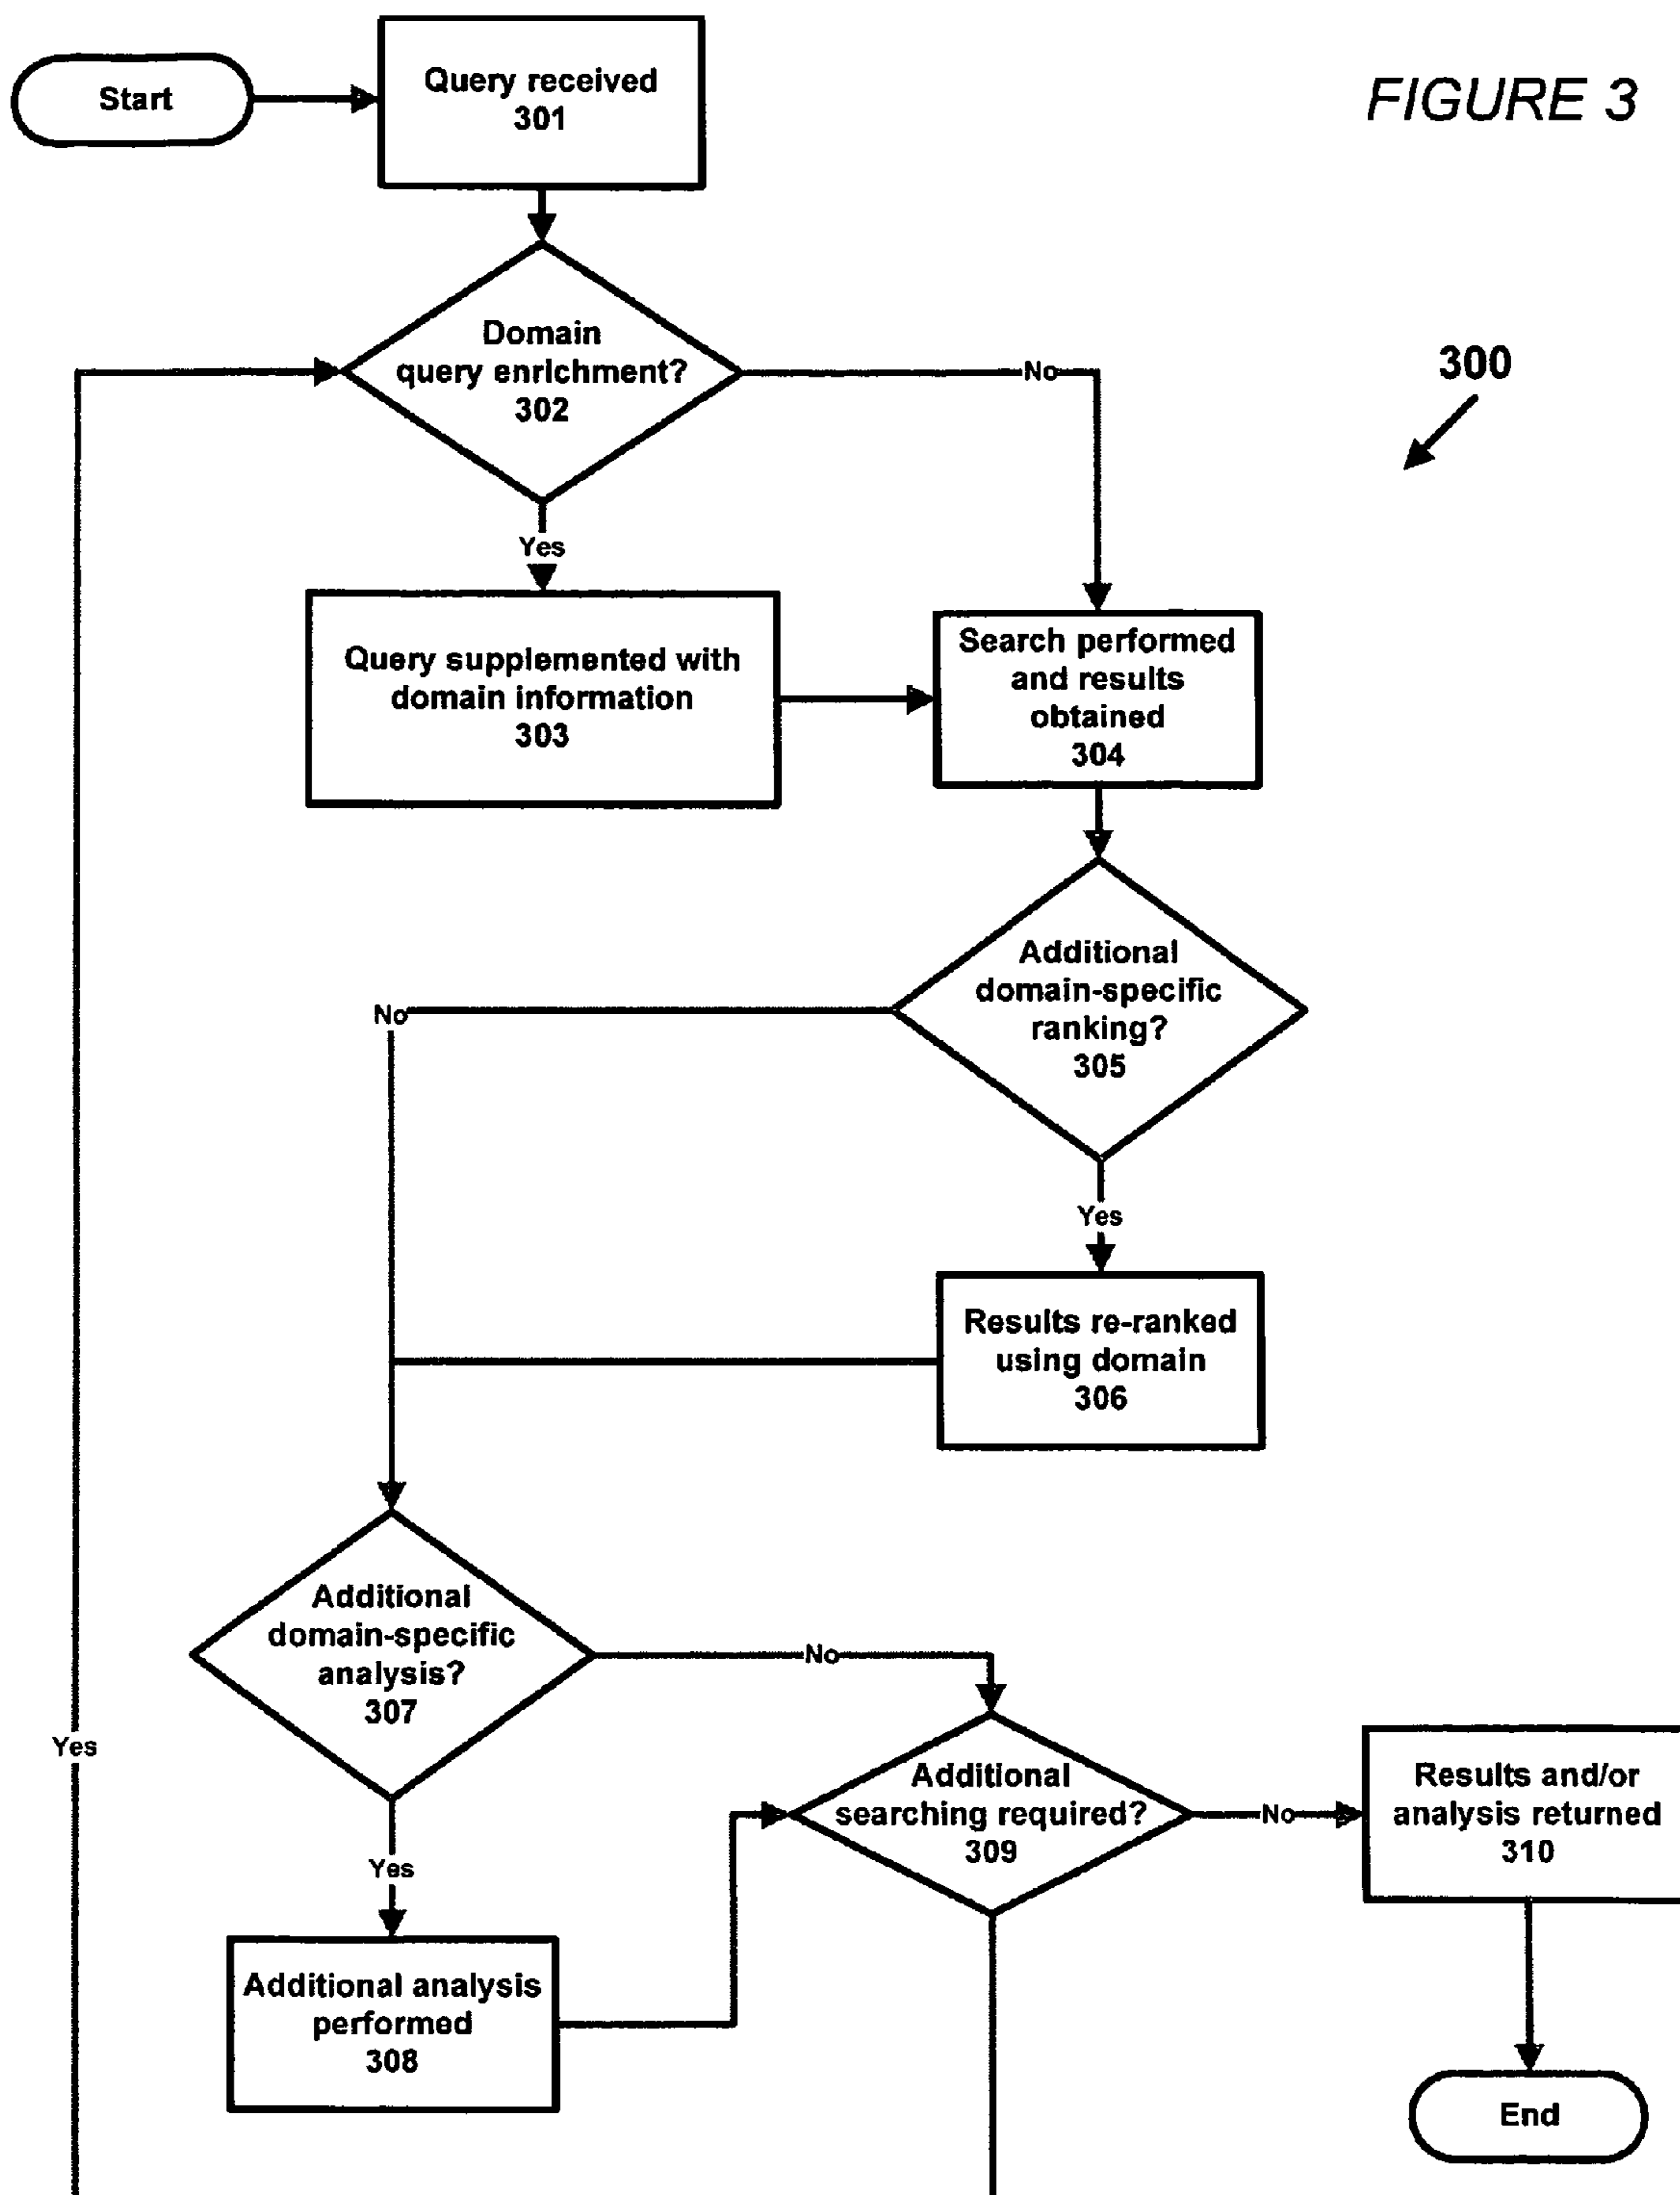 Start
Query received
301
FIGURE 3
Domain
query enrichment?
302
No
300
Yes
Query supplemented with
domain information
303
Search performed
and results
obtained
304
Additional
domain-specific
ranking?
305
No
Yes
Results re-ranked
using domain
306
Additional
domain-specific
analysis?
307
No
Yes
Additional
searching required?
309
No
Results and/or
analysis returned
310
Yes
Additional analysis
performed
308
End